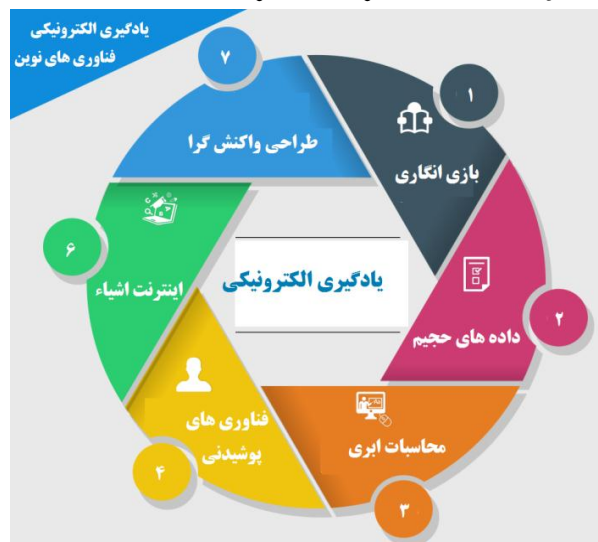 یادگیری الکترونیکی
فناوری های نوین
۱
بازی انگاری
۲
داده های حجیم
۳
محاسبات ابری
۴
فناوری های
پوشیدنی
۶
اینترنت اشیاء
۷
طراحی واکنش گرا
یادگیری الکترونیکی